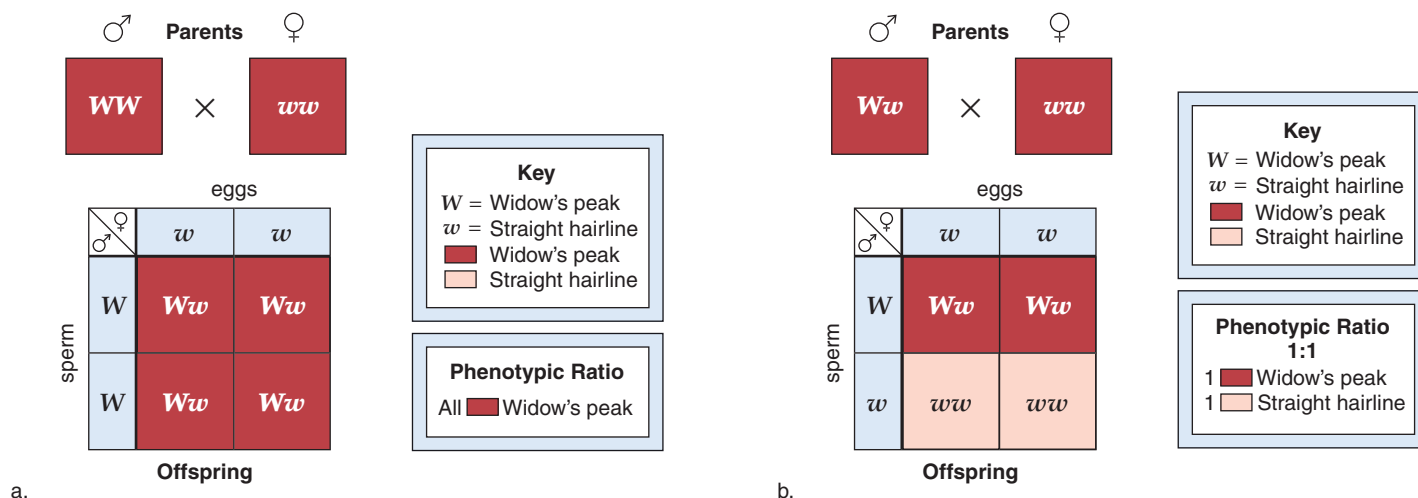 ♂ Parents ♀
WW × ww
eggs
♀
♂
w w
sperm
W Ww Ww
W Ww Ww
Offspring
Key
W = Widow's peak
w = Straight hairline
Widow's peak
Straight hairline
Phenotypic Ratio
All Widow's peak
a.
♂ Parents ♀
Ww × ww
eggs
♀
♂
w w
sperm
W Ww Ww
w ww ww
Offspring
Key
W = Widow's peak
w = Straight hairline
Widow's peak
Straight hairline
Phenotypic Ratio
1:1
1 Widow's peak
1 Straight hairline
b.